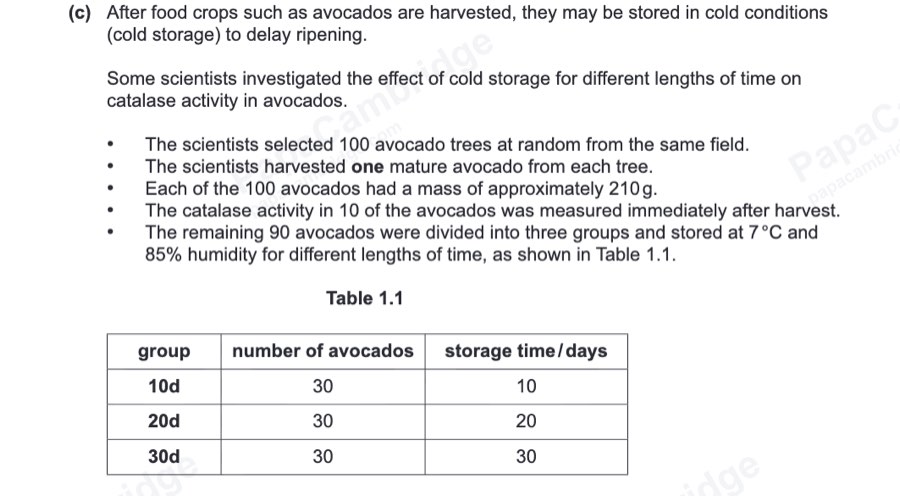 (c) After food crops such as avocados are harvested, they may be stored in cold conditions
(cold storage) to delay ripening.
Some scientists investigated the effect of cold storage for different lengths of time on
catalase activity in avocados.
• The scientists selected 100 avocado trees at random from the same field.
• The scientists harvested one mature avocado from each tree.
• Each of the 100 avocados had a mass of approximately 210 g.
• The catalase activity in 10 of the avocados was measured immediately after harvest.
• The remaining 90 avocados were divided into three groups and stored at 7 °C and
85% humidity for different lengths of time, as shown in Table 1.1.
Table 1.1
group number of avocados storage time / days
10d 30 10
20d 30 20
30d 30 30